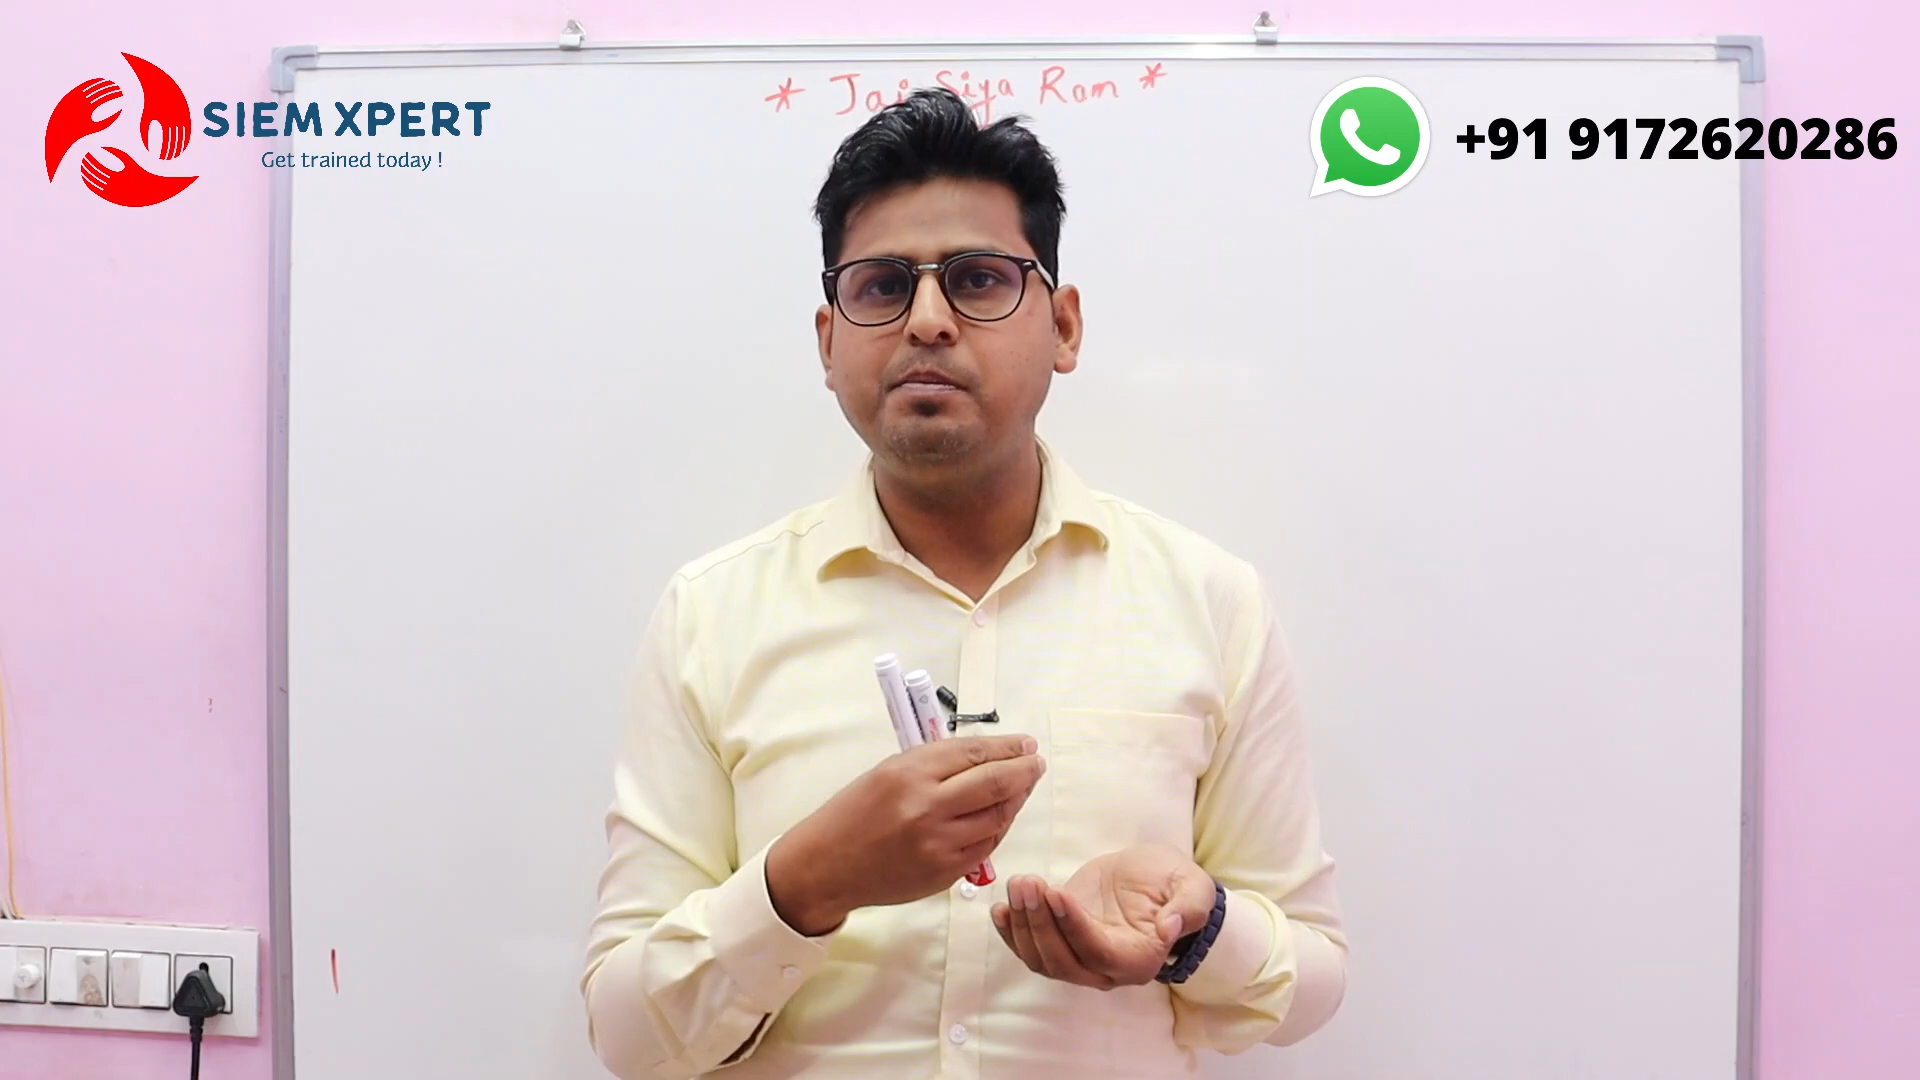 * Jai Siya Ram *
SIEM XPERT
Get trained today !
+91 9172620286